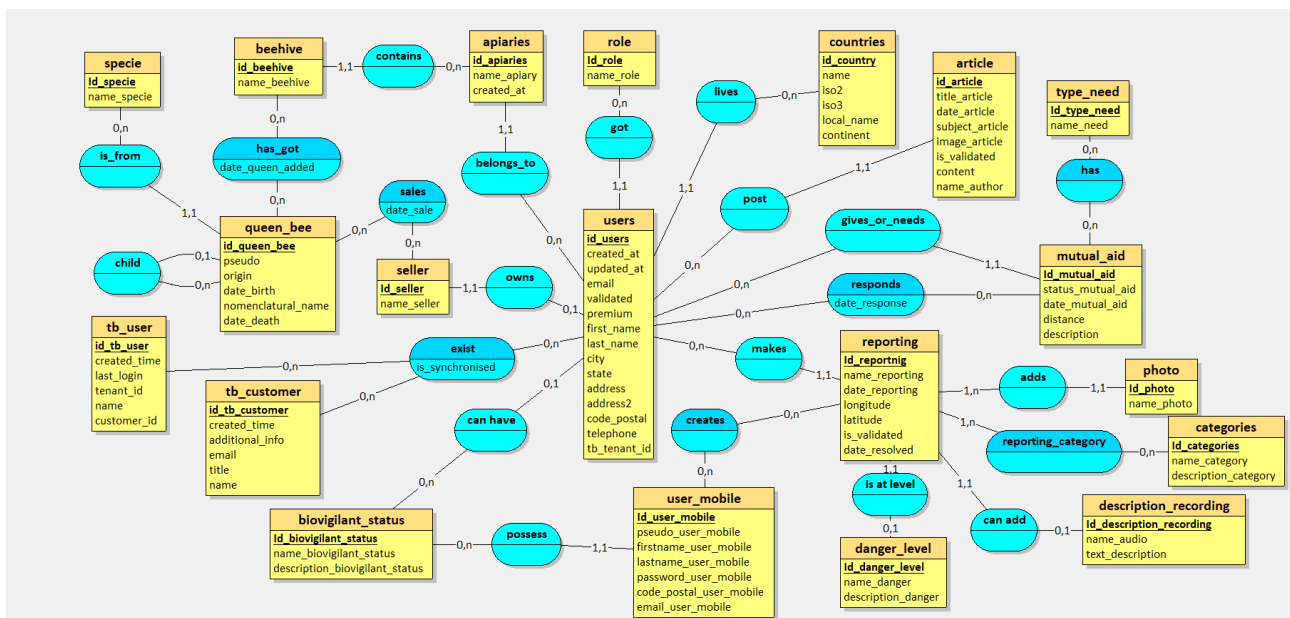 specie
Id_specie
name_specie
0,n
is_from
1,1
beehive
id_beehive
name_beehive
1,1
contains
0,n
apiaries
id_apiaries
name_apiary
created_at
0,n
has_got
date_queen_added
0,n
1,1
belongs_to
0,n
role
Id_role
name_role
0,n
got
1,1
countries
id_country
name
iso2
iso3
local_name
continent
lives
0,n
1,1
article
id_article
title_article
date_article
subject_article
image_article
is_validated
content
name_author
post
1,1
0,n
type_need
Id_type_need
name_need
0,n
has
0,n
queen_bee
id_queen_bee
pseudo
origin
date_birth
nomenclatural_name
date_death
child
0,1
0,n
sales
date_sale
0,n
0,n
seller
Id_seller
name_seller
1,1
owns
0,1
users
id_users
created_at
updated_at
email
validated
premium
first_name
last_name
city
state
address
address2
code_postal
telephone
tb_tenant_id
gives_or_needs
1,1
0,n
responds
date_response
0,n
0,n
mutual_aid
Id_mutual_aid
status_mutual_aid
date_mutual_aid
distance
description
tb_user
id_tb_user
created_time
last_login
tenant_id
name
customer_id
0,n
exist
is_synchronised
0,n
0,n
tb_customer
id_tb_customer
created_time
additional_info
email
title
name
can have
0,1
0,n
makes
0,n
1,1
reporting
Id_reportnig
name_reporting
date_reporting
longitude
latitude
is_validated
date_resolved
adds
1,n
1,1
photo
Id_photo
name_photo
creates
0,n
0,n
reporting_category
1,n
0,n
categories
Id_categories
name_category
description_category
biovigilant_status
Id_biovigilant_status
name_biovigilant_status
description_biovigilant_status
0,n
possess
1,1
user_mobile
Id_user_mobile
pseudo_user_mobile
firstname_user_mobile
lastname_user_mobile
password_user_mobile
code_postal_user_mobile
email_user_mobile
1,1
is at level
0,1
danger_level
Id_danger_level
name_danger
description_danger
1,1
can add
0,1
description_recording
Id_description_recording
name_audio
text_description